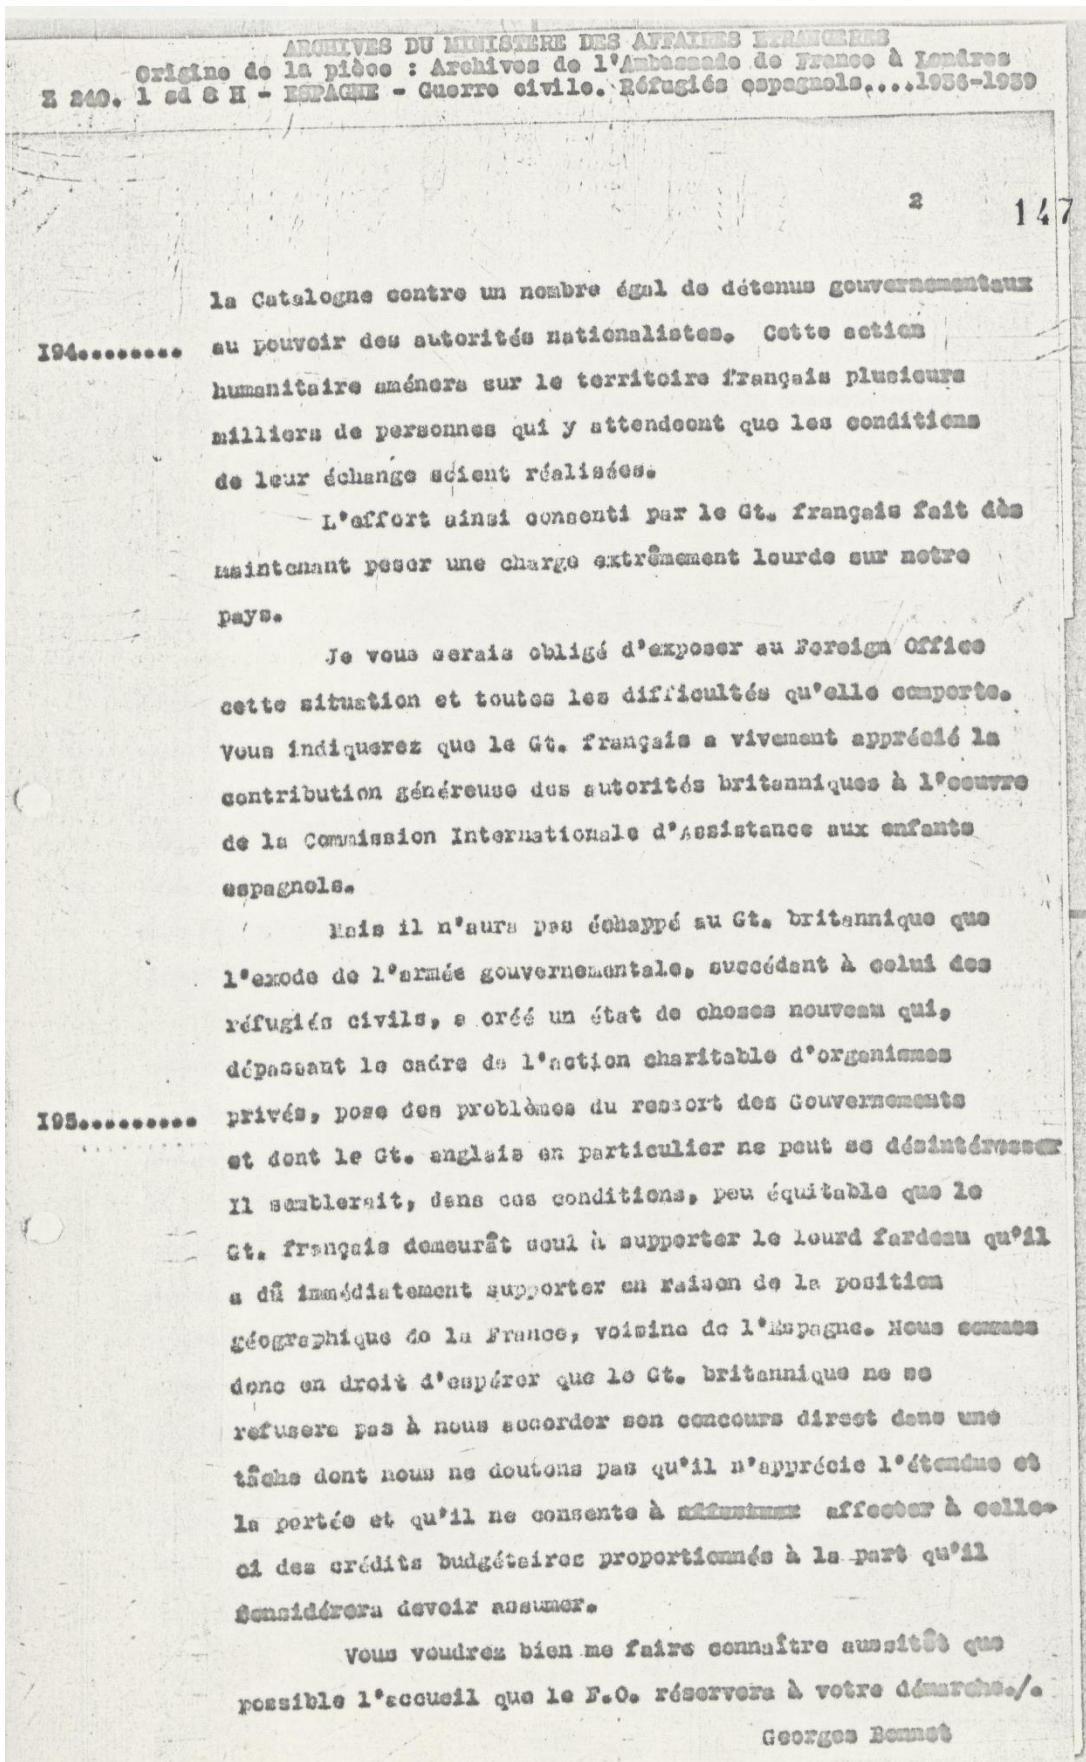 ARCHIVES DU MINISTERE DES AFFAIRES ETRANGERES
Origine de la pièce : Archives de l'Ambassade de France à Londres
Z 249. 1 sd 8 H - ESPAGNE - Guerre civile. Réfugiés espagnols....1936-1939
2
147
la Catalogne contre un nombre égal de détenus gouvernementaux
I94........ au pouvoir des autorités nationalistes. Cette action
humanitaire aménera sur le territoire français plusieurs
milliers de personnes qui y attendeont que les conditions
de leur échange soient réalisées.
L'effort ainsi consenti par le Gt. français fait dès
maintenant peser une charge extrêmement lourde sur notre
pays.
Je vous serais obligé d'exposer au Foreign Office
cette situation et toutes les difficultés qu'elle comporte.
Vous indiquerez que le Gt. français a vivement apprécié la
contribution généreuse des autorités britanniques à l'oeuvre
de la Commission Internationale d'Assistance aux enfants
espagnols.
Mais il n'aura pas échappé au Gt. britannique que
l'exode de l'armée gouvernementale, succédant à celui des
réfugiés civils, a créé un état de choses nouveau qui,
dépassant le cadre de l'action charitable d'organismes
I95......... privés, pose des problèmes du ressort des Gouvernements
et dont le Gt. anglais en particulier ne peut se désintéresser
Il semblerait, dans ces conditions, peu équitable que le
Gt. français demeurât seul à supporter le lourd fardeau qu'il
a dû immédiatement supporter en raison de la position
géographique de la France, voisine de l'Espagne. Nous sommes
donc en droit d'espérer que le Gt. britannique ne se
refusera pas à nous accorder son concours direct dans une
tâche dont nous ne doutons pas qu'il n'apprécie l'étendue et
la portée et qu'il ne consente à affecter à celle-
ci des crédits budgétaires proportionnés à la part qu'il
Considérera devoir assumer.
Vous voudrez bien me faire connaître aussitôt que
possible l'accueil que le F.O. réservera à votre démarche./.
Georges Bonnet